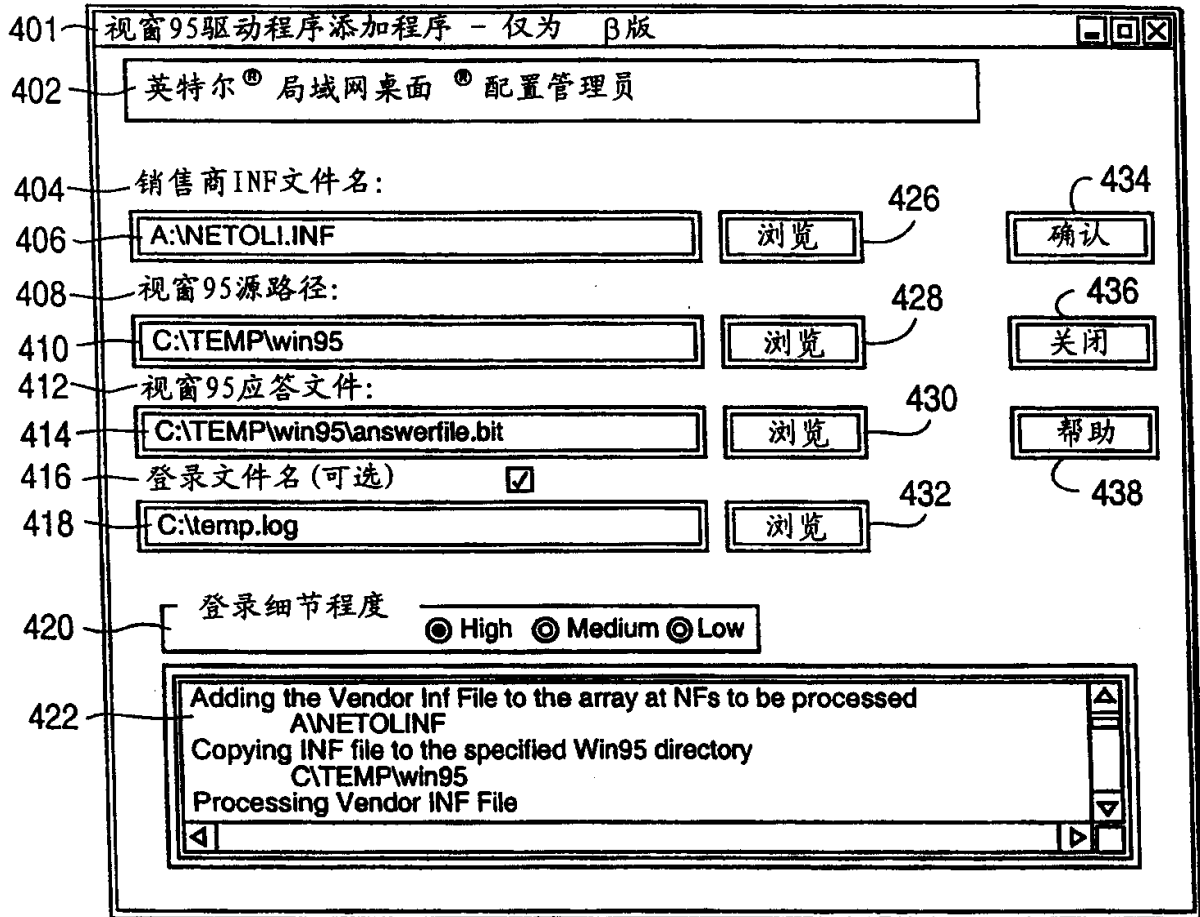 401 视窗95驱动程序添加程序 - 仅为 β版
402 英特尔® 局域网桌面 ® 配置管理员
404 销售商INF文件名:
426 434
406 A:\NETOLI.INF 浏览 确认
408 视窗95源路径:
428 436
410 C:\TEMP\win95 浏览 关闭
412 视窗95应答文件:
430
414 C:\TEMP\win95\answerfile.bit 浏览 帮助
416 登录文件名(可选)
432 438
418 C:\temp.log 浏览
登录细节程度
420 High Medium Low
Adding the Vendor Inf File to the array at NFs to be processed
422 A\NETOLINF
Copying INF file to the specified Win95 directory
C\TEMP\win95
Processing Vendor INF File